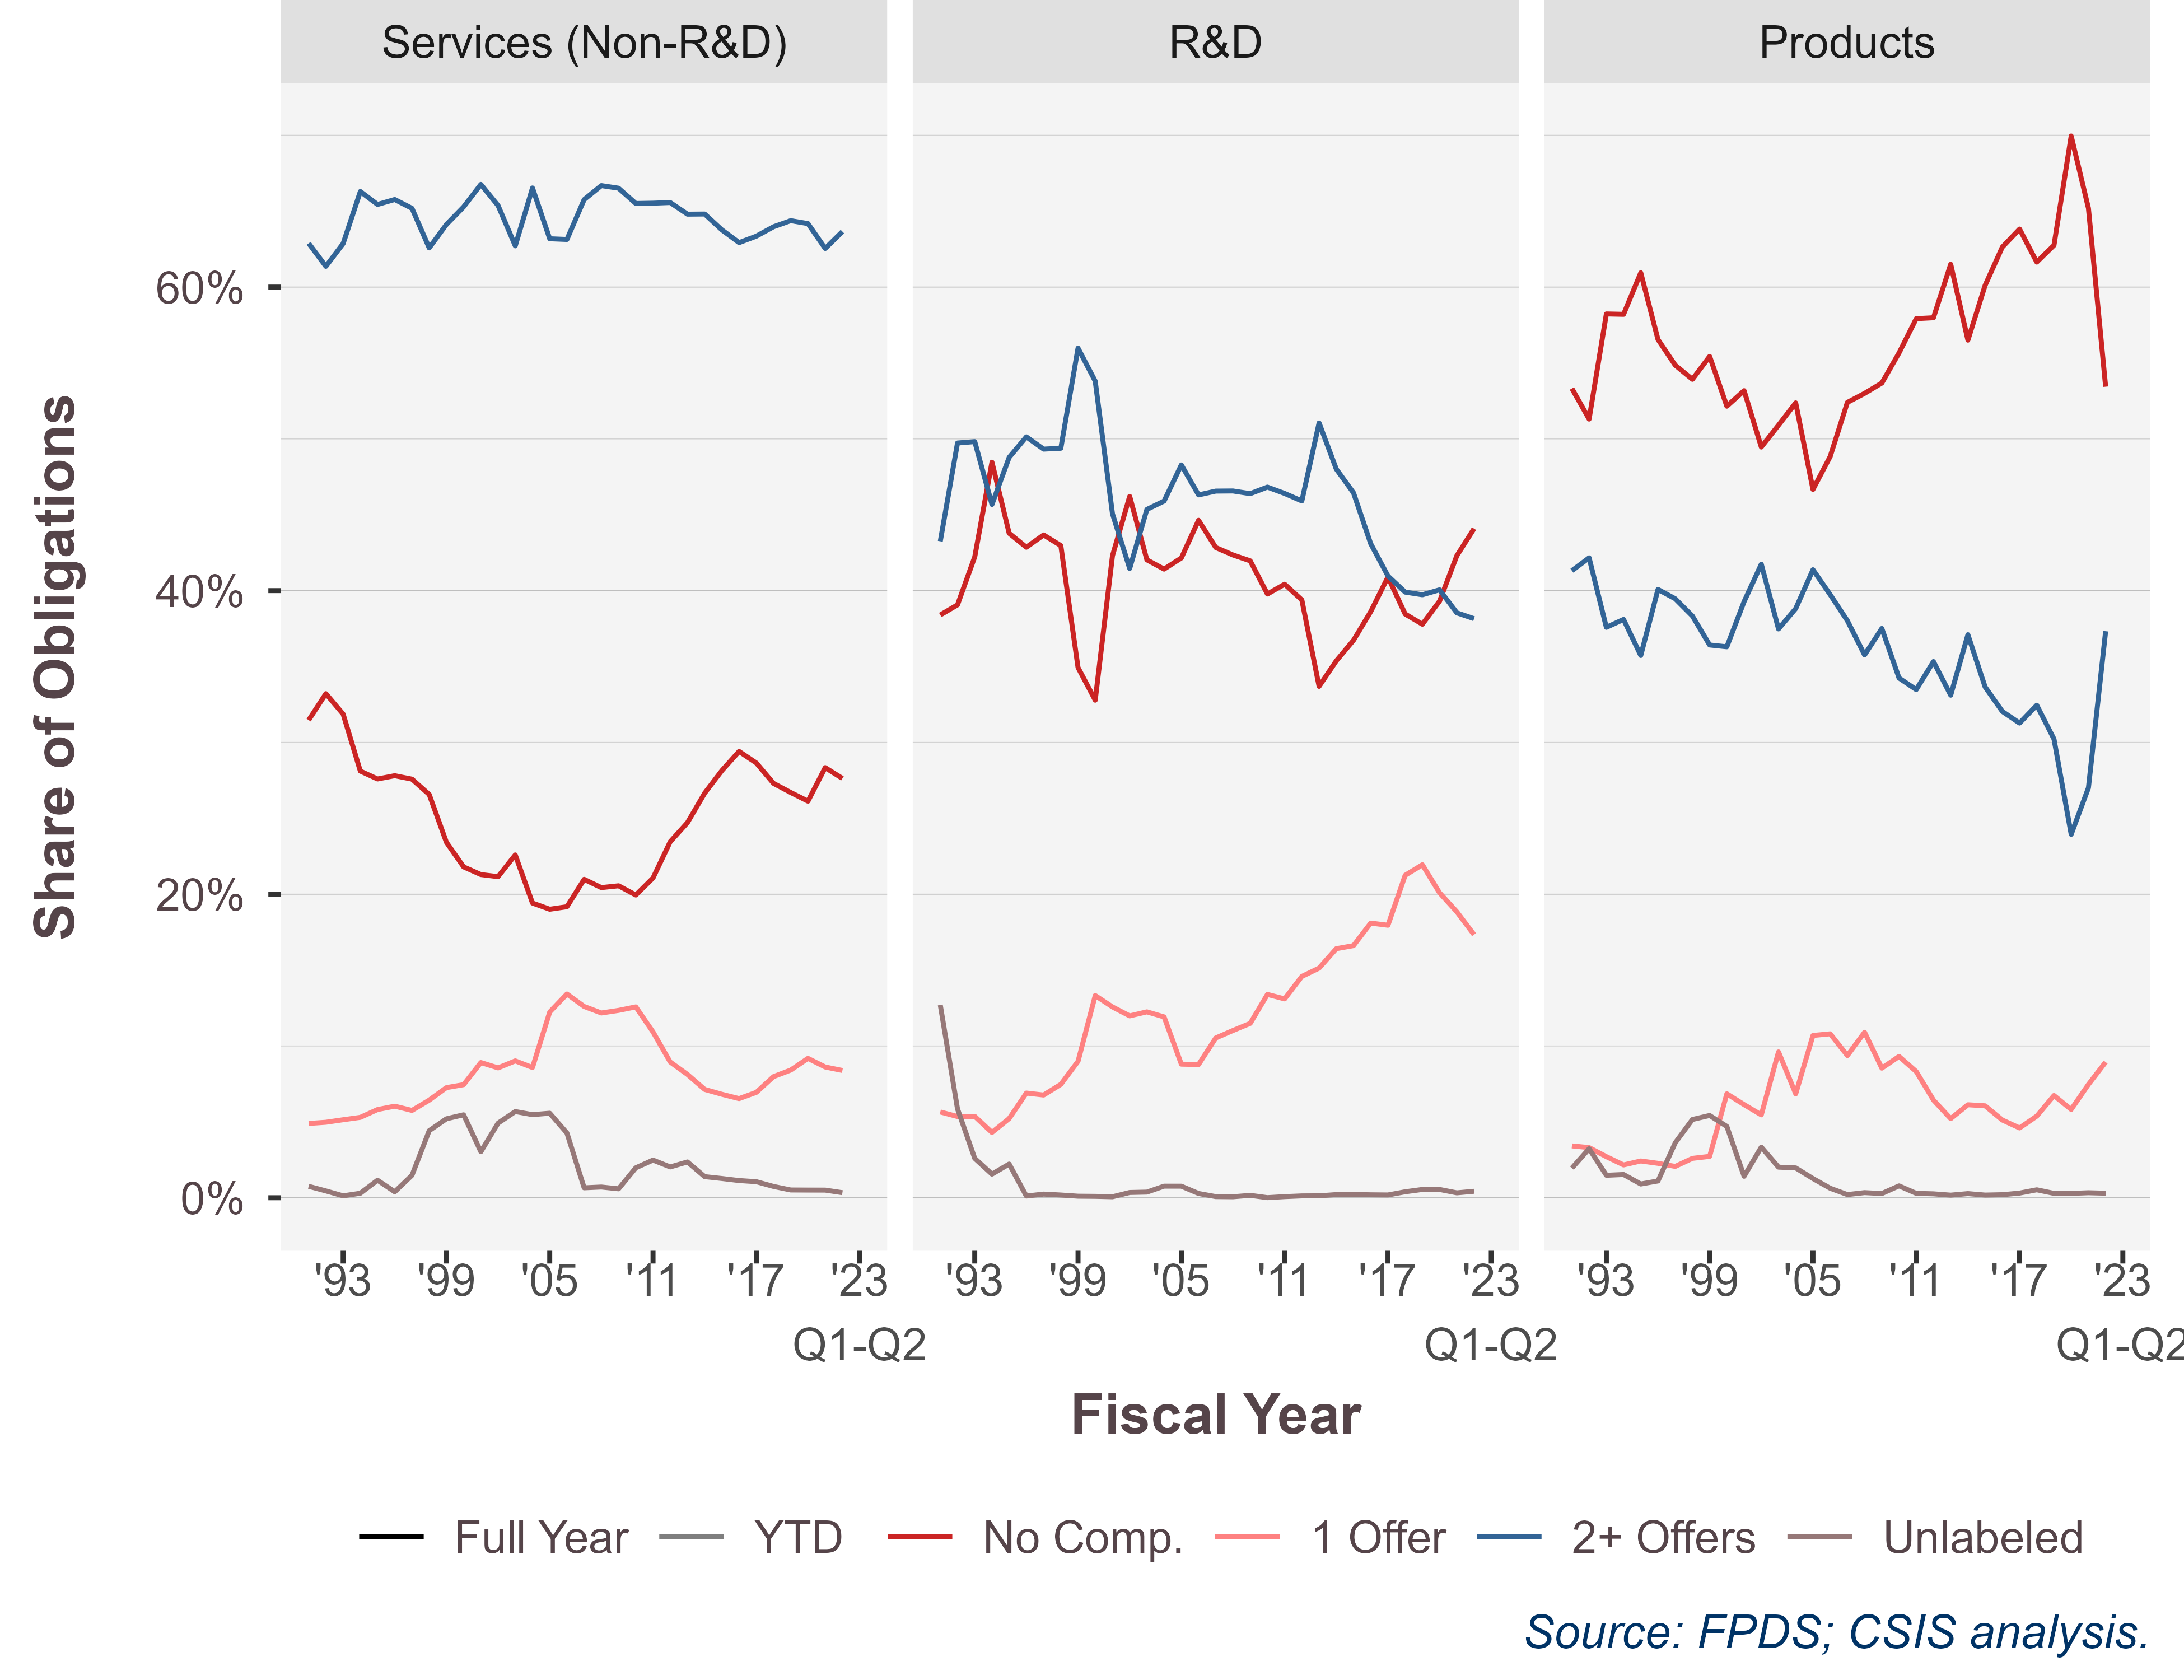 Services (Non-R&D)
R&D
Products
Share of Obligations
60%
40%
20%
0%
'93 '99 '05 '11 '17 '23
Q1-Q2
'93 '99 '05 '11 '17 '23
Q1-Q2
'93 '99 '05 '11 '17 '23
Q1-Q2
Fiscal Year
Full Year YTD No Comp. 1 Offer 2+ Offers Unlabeled
Source: FPDS; CSIS analysis.